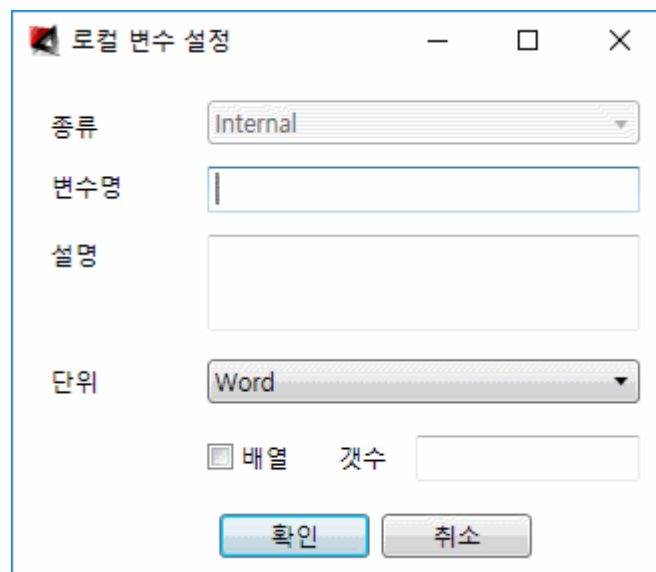 로컬 변수 설정
종류 Internal
변수명
설명
단위 Word
배열 갯수
확인 취소